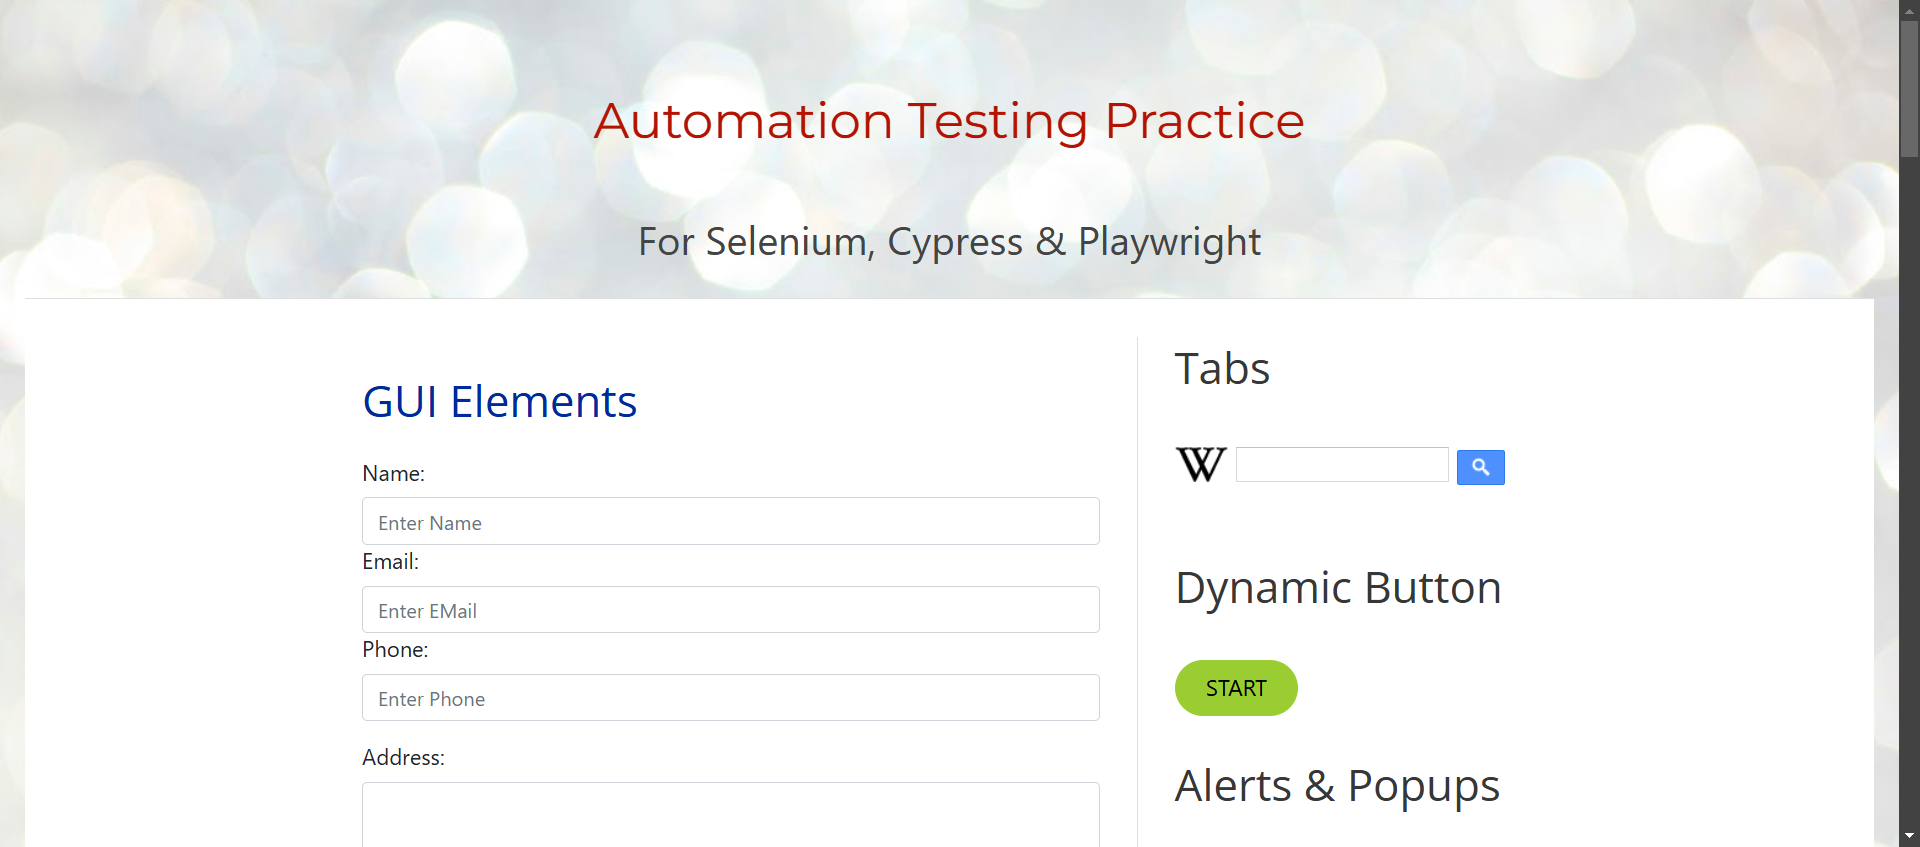 Automation Testing Practice
For Selenium, Cypress & Playwright
GUI Elements
Name:
Enter Name
Email:
Enter EMail
Phone:
Enter Phone
Address:
Tabs
W
Dynamic Button
START
Alerts & Popups